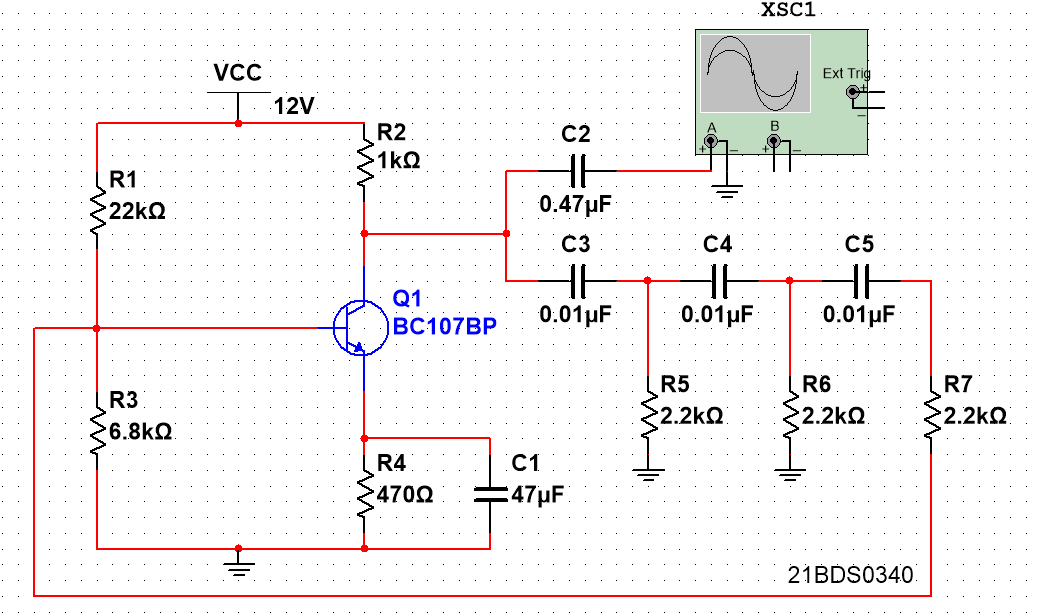 XSC1
VCC
12V
Ext Trig
+
−
A
B
+
−
+
−
R2
1kΩ
C2
0.47µF
R1
22kΩ
C3
0.01µF
C4
0.01µF
C5
0.01µF
Q1
BC107BP
R3
6.8kΩ
R5
2.2kΩ
R6
2.2kΩ
R7
2.2kΩ
R4
470Ω
C1
47µF
21BDS0340